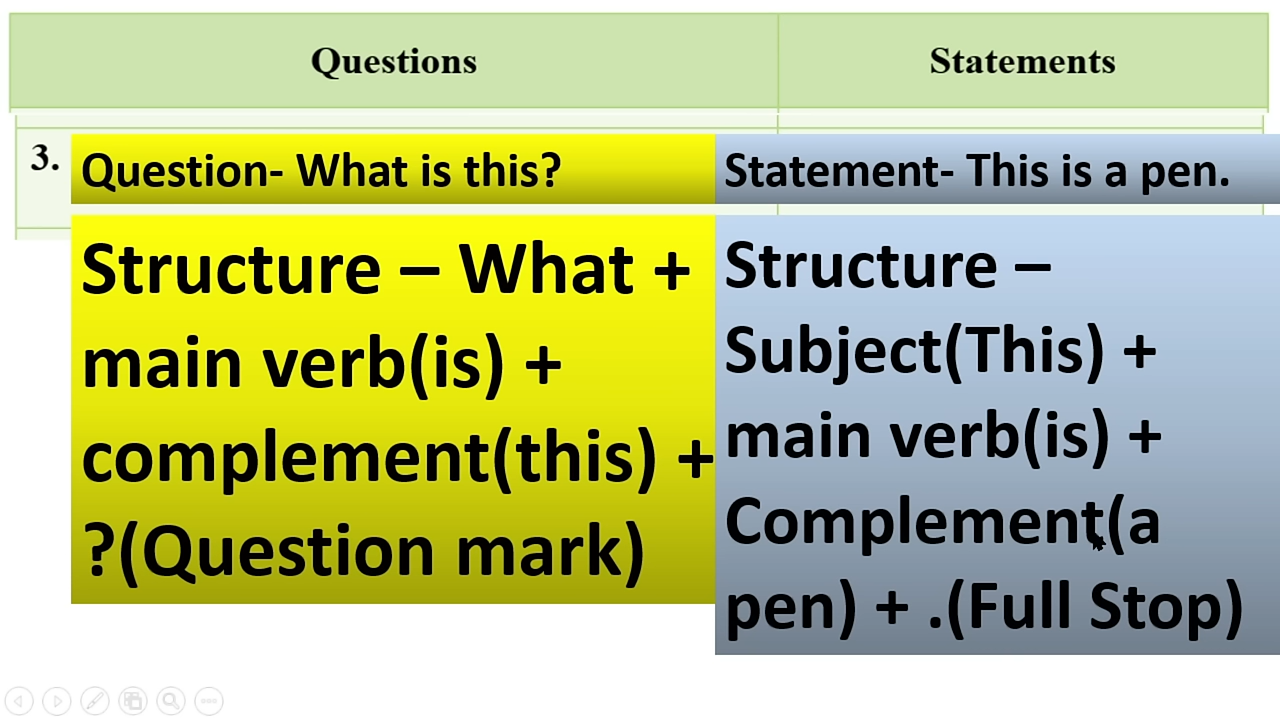 Questions
Statements
3.
Question- What is this?
Statement- This is a pen.
Structure – What +
main verb(is) +
complement(this) +
?(Question mark)
Structure –
Subject(This) +
main verb(is) +
Complement(a
pen) + .(Full Stop)